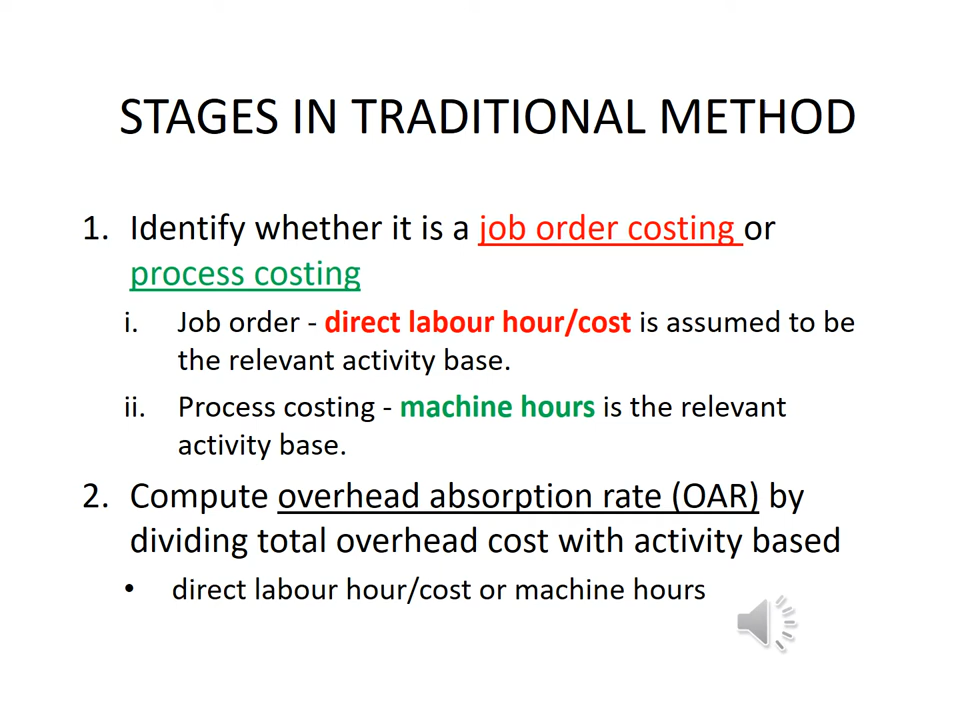 STAGES IN TRADITIONAL METHOD
1. Identify whether it is a job order costing or
process costing
i. Job order - direct labour hour/cost is assumed to be
the relevant activity base.
ii. Process costing - machine hours is the relevant
activity base.
2. Compute overhead absorption rate (OAR) by
dividing total overhead cost with activity based
• direct labour hour/cost or machine hours